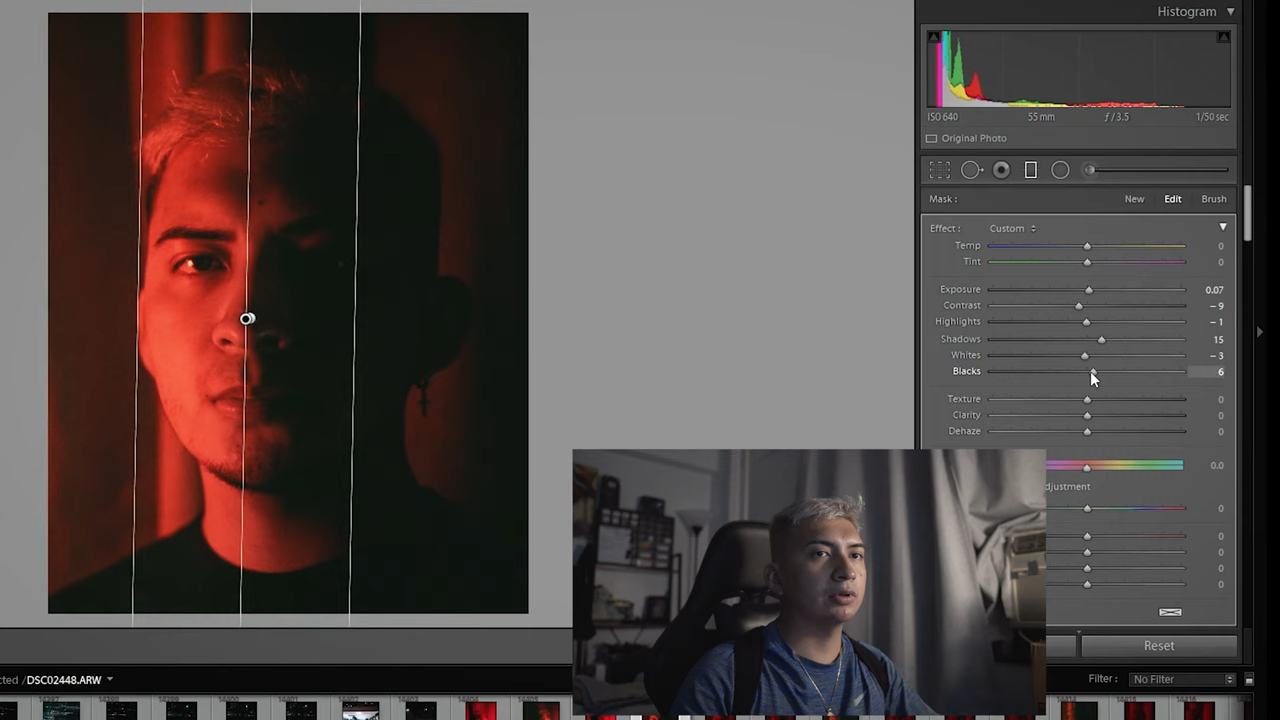 Histogram
ISO 640 55 mm ƒ / 3.5 1/50 sec
Original Photo
Mask : New Edit Brush
Effect : Custom
Temp 0
Tint 0
Exposure 0.07
Contrast – 9
Highlights – 1
Shadows 15
Whites – 3
Blacks 6
Texture 0
Clarity 0
Dehaze 0
0.0
djustment
0
0
0
0
0
Reset
cted / DSC02448.ARW
Filter : No Filter